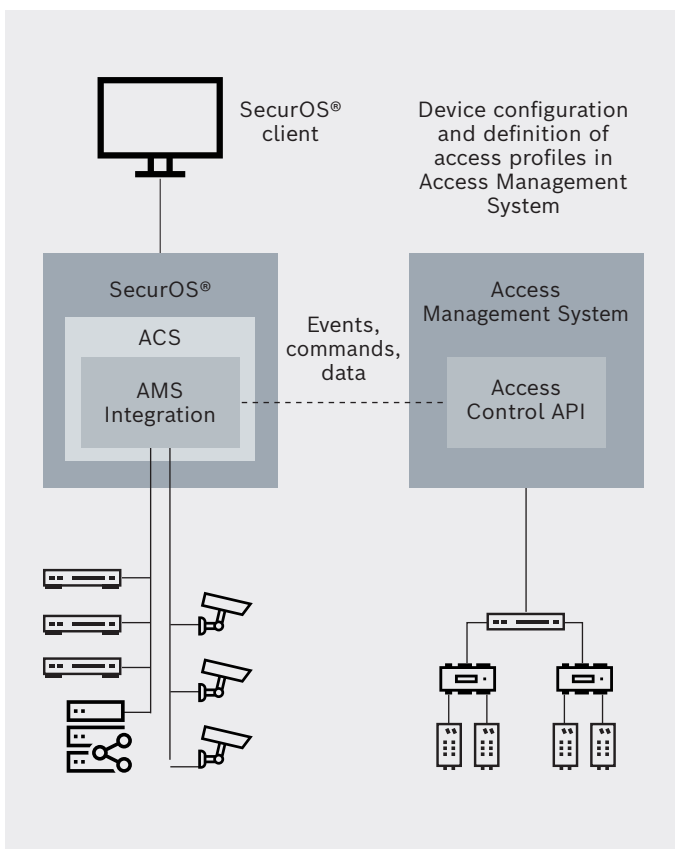 SecurOS®
client
Device configuration
and definition of
access profiles in
Access Management
System
SecurOS®
ACS
AMS
Integration
Events,
commands,
data
Access
Management System
Access
Control API